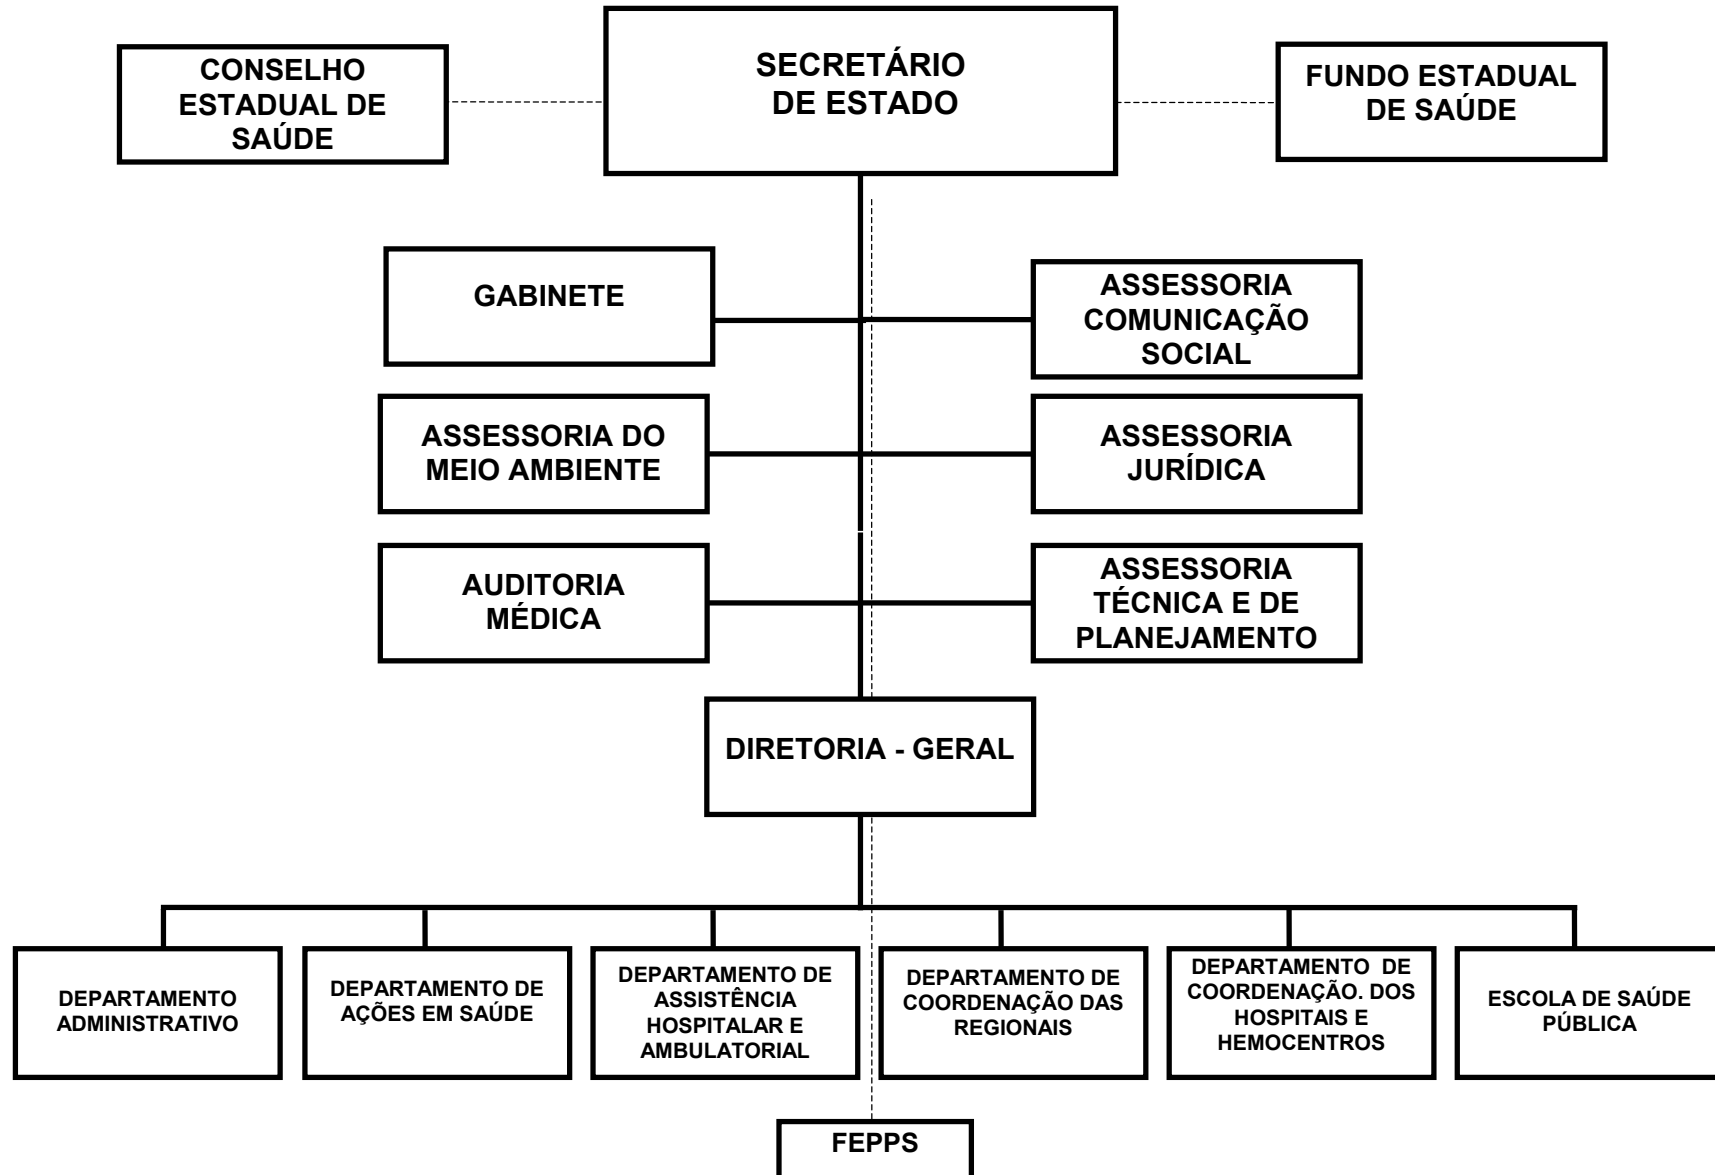 CONSELHO
ESTADUAL DE
SAÚDE
SECRETÁRIO
DE ESTADO
FUNDO ESTADUAL
DE SAÚDE
GABINETE
ASSESSORIA
COMUNICAÇÃO
SOCIAL
ASSESSORIA DO
MEIO AMBIENTE
ASSESSORIA
JURÍDICA
AUDITORIA
MÉDICA
ASSESSORIA
TÉCNICA E DE
PLANEJAMENTO
DIRETORIA - GERAL
DEPARTAMENTO
ADMINISTRATIVO
DEPARTAMENTO DE
AÇÕES EM SAÚDE
DEPARTAMENTO DE
ASSISTÊNCIA
HOSPITALAR E
AMBULATORIAL
DEPARTAMENTO DE
COORDENAÇÃO DAS
REGIONAIS
DEPARTAMENTO DE
COORDENAÇÃO. DOS
HOSPITAIS E
HEMOCENTROS
ESCOLA DE SAÚDE
PÚBLICA
FEPPS